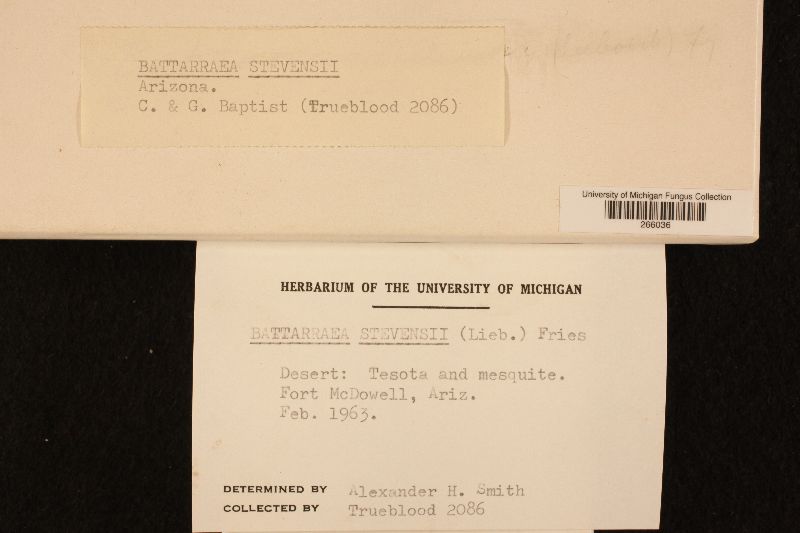 BATTARRAEA STEVENSII
Arizona.
C. & G. Baptist (Trueblood 2086)
University of Michigan Fungus Collection
266036
HERBARIUM OF THE UNIVERSITY OF MICHIGAN
BATTARRAEA STEVENSII (Lieb.) Fries
Desert: Tesota and mesquite.
Fort McDowell, Ariz.
Feb. 1963.
DETERMINED BY Alexander H. Smith
COLLECTED BY Trueblood 2086